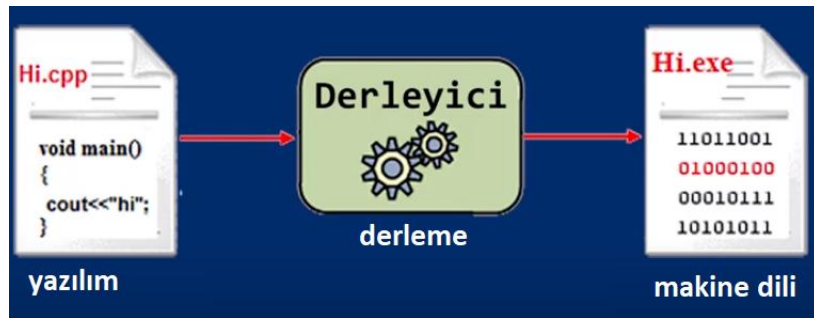 Hi.cpp
void main()
{
cout<<"hi";
}
yazılım
Derleyici
derleme
Hi.exe
11011001
01000100
00010111
10101011
makine dili